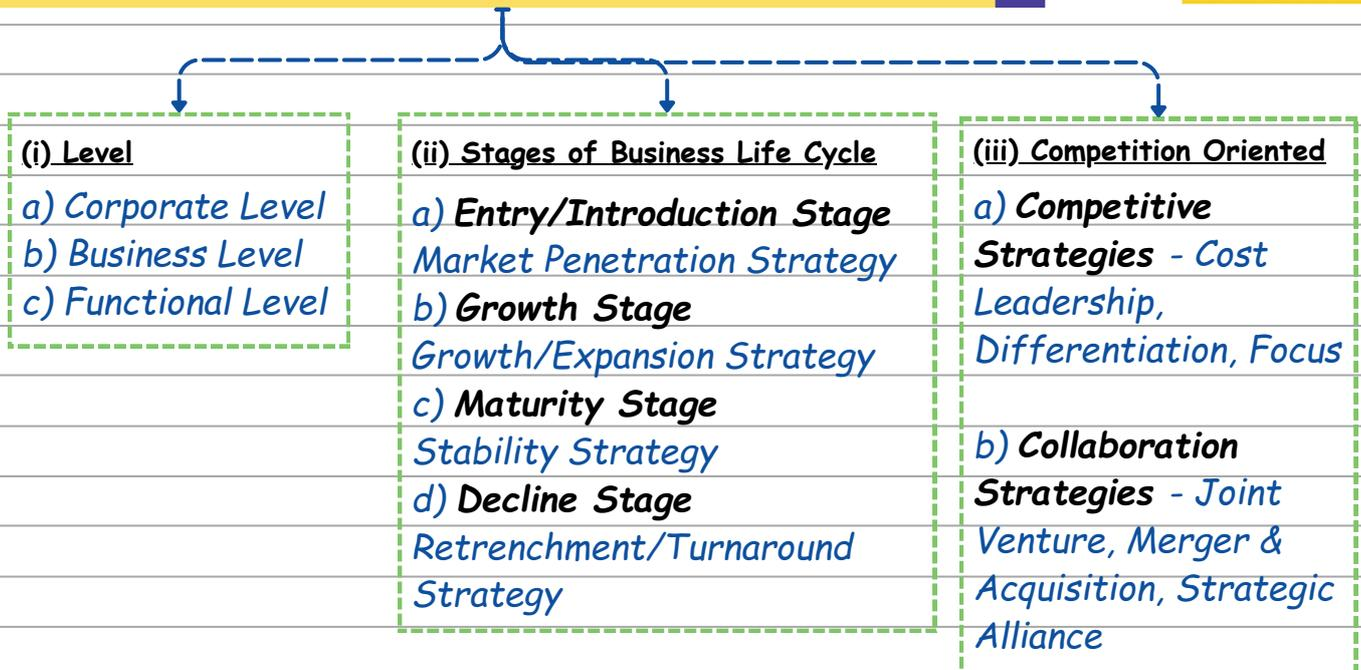 (i) Level
a) Corporate Level
b) Business Level
c) Functional Level
(ii) Stages of Business Life Cycle
a) Entry/Introduction Stage
Market Penetration Strategy
b) Growth Stage
Growth/Expansion Strategy
c) Maturity Stage
Stability Strategy
d) Decline Stage
Retrenchment/Turnaround
Strategy
(iii) Competition Oriented
a) Competitive
Strategies - Cost
Leadership,
Differentiation, Focus
b) Collaboration
Strategies - Joint
Venture, Merger &
Acquisition, Strategic
Alliance